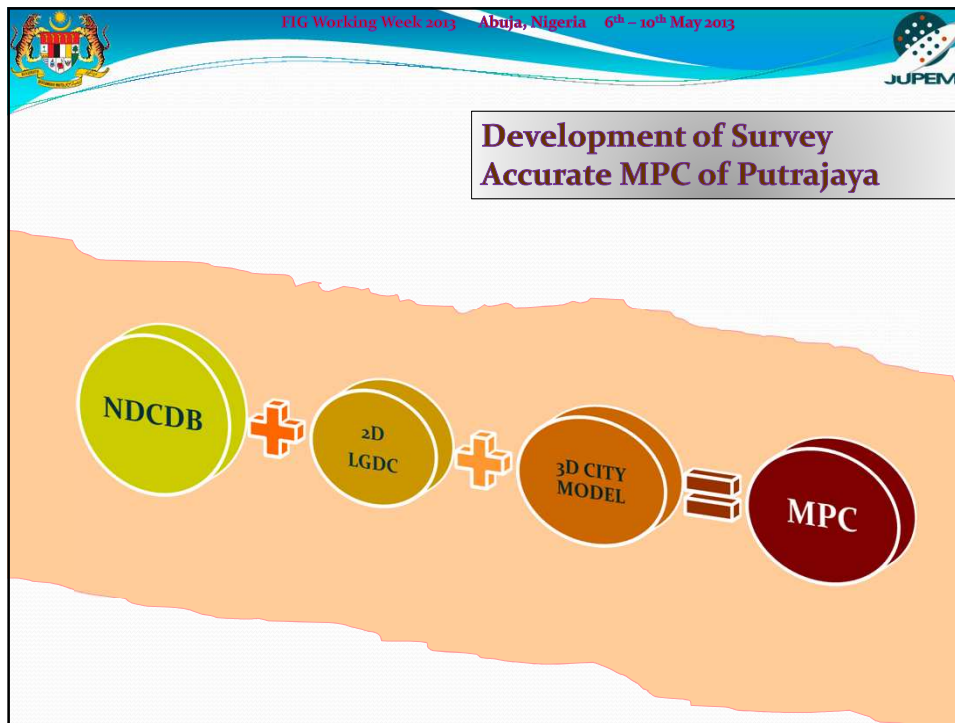 FIG Working Week 2013 Abuja, Nigeria 6th – 10th May 2013
JUPEM
Development of Survey
Accurate MPC of Putrajaya
NDCDB
2D
LGDC
3D CITY
MODEL
MPC